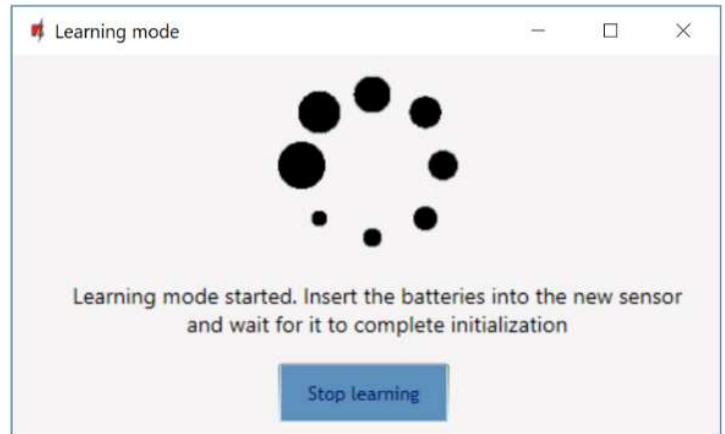 Learning mode
Learning mode started. Insert the batteries into the new sensor
and wait for it to complete initialization
Stop learning